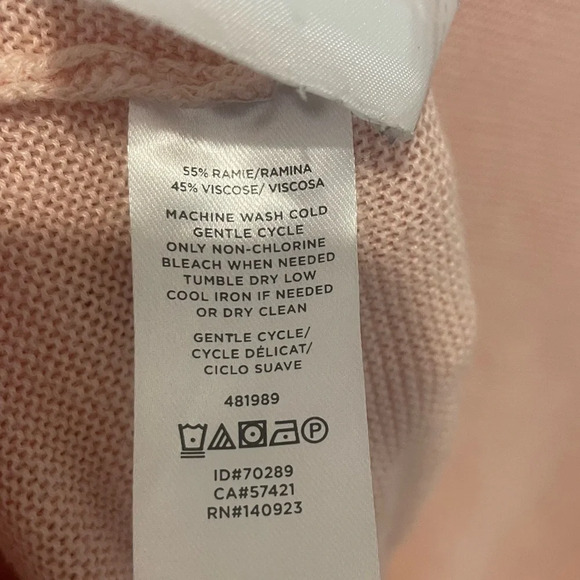 55% RAMIE/RAMINA
45% VISCOSE/ VISCOSA
MACHINE WASH COLD
GENTLE CYCLE
ONLY NON-CHLORINE
BLEACH WHEN NEEDED
TUMBLE DRY LOW
COOL IRON IF NEEDED
OR DRY CLEAN
GENTLE CYCLE/
CYCLE DÉLICAT/
CICLO SUAVE
481989
P
ID#70289
CA#57421
RN#140923